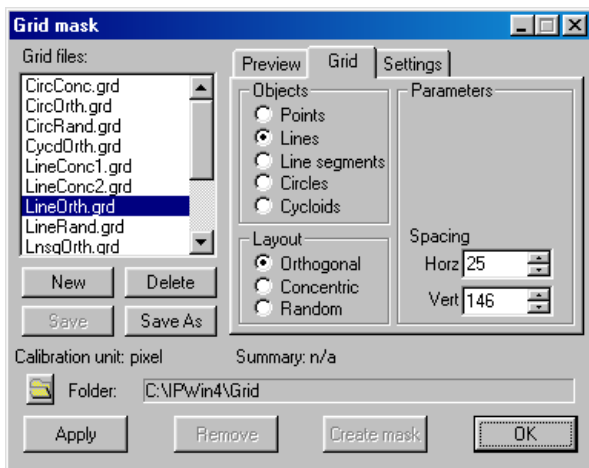 Grid mask
Grid files:
CircConc.grd
CircOrth.grd
CircRand.grd
CycdOrth.grd
LineConc1.grd
LineConc2.grd
LineOrth.grd
LineRand.grd
LnsgOrth.grd
New
Delete
Save
Save As
Preview
Grid
Settings
Objects
Points
Lines
Line segments
Circles
Cycloids
Layout
Orthogonal
Concentric
Random
Parameters
Spacing
Horz 25
Vert 146
Calibration unit: pixel
Summary: n/a
Folder: C:\IPWin4\Grid
Apply
Remove
Create mask
OK